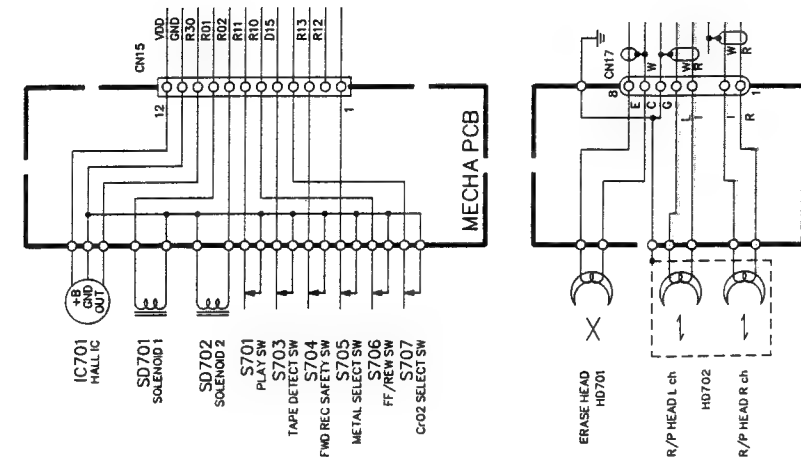 CN15
VDD
GND
R30
R01
R02
R11
R10
D15
R13
R12
12
1
MECHA PCB
+B
GND
OUT
IC701
HALL IC
SD701
SOLENOID 1
SD702
SOLENOID 2
S701
PLAY SW
S703
TAPE DETECT SW
S704
FWD REC SAFETY SW
S705
METAL SELECT SW
S706
FF/REW SW
S707
CrO2 SELECT SW
CN17
W
W
R
W
R
8
1
E
C
G
L
I
I
R
ERASE HEAD
HD701
R/P HEAD L ch
HD702
R/P HEAD R ch